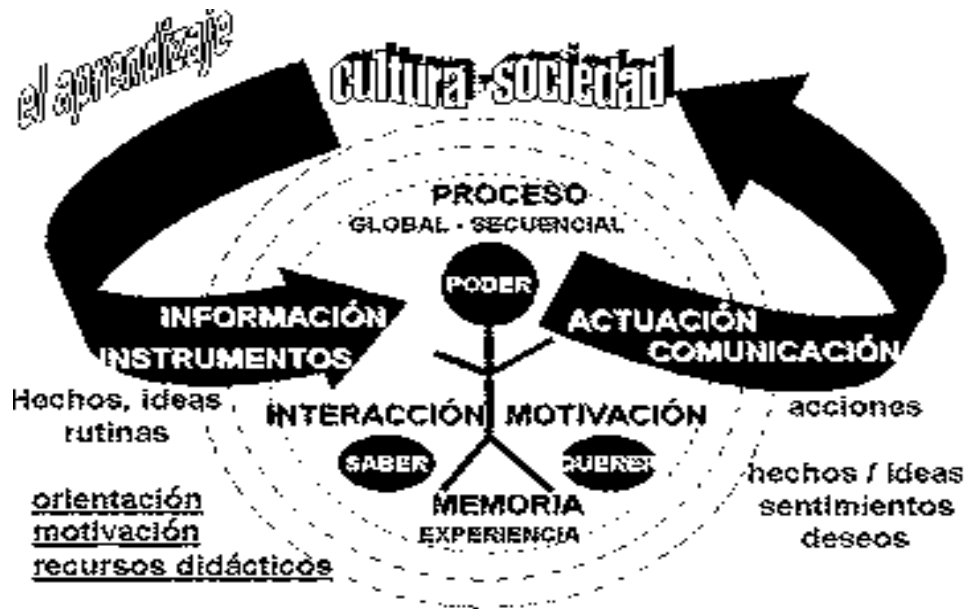 el aprendizaje
cultura - sociedad
PROCESO
GLOBAL - SECUENCIAL
PODER
INFORMACIÓN
INSTRUMENTOS
ACTUACIÓN
COMUNICACIÓN
Hechos, ideas
rutinas
INTERACCIÓN
MOTIVACIÓN
acciones
SABER
QUERER
MEMORIA
EXPERIENCIA
hechos / ideas
sentimientos
deseos
orientación
motivación
recursos didácticos